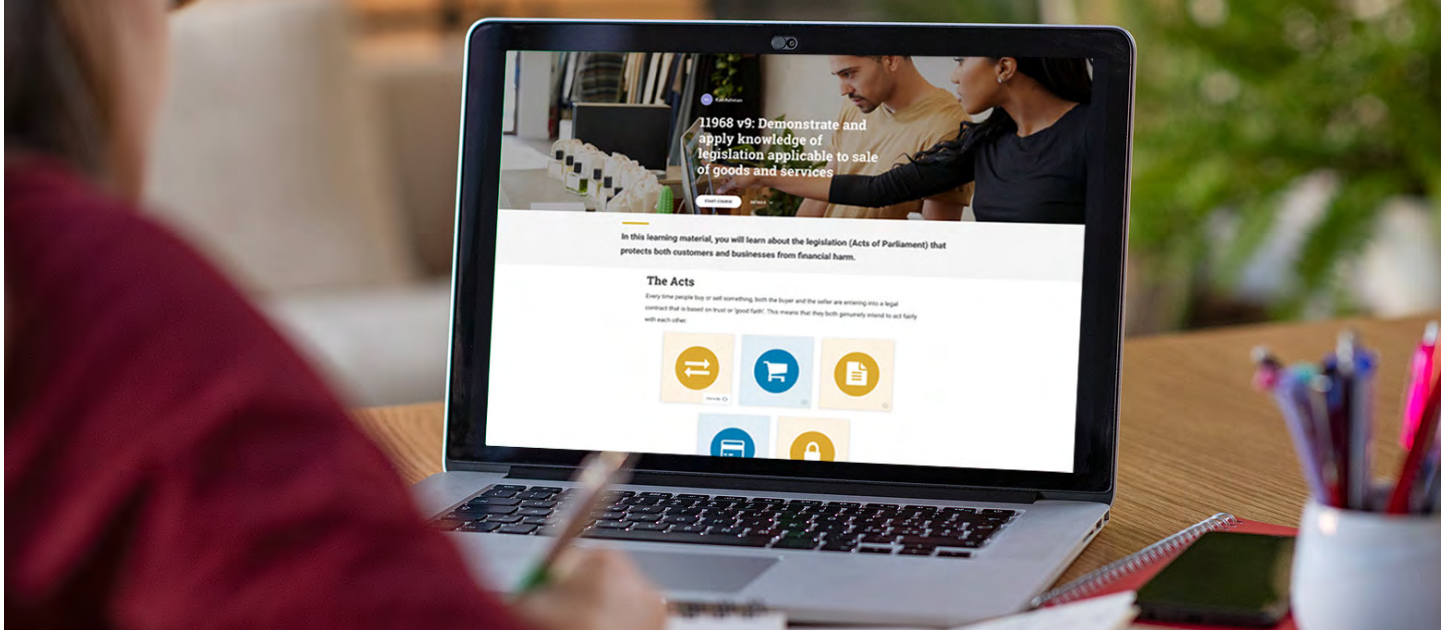 11968 v9: Demonstrate and
apply knowledge of
legislation applicable to sale
of goods and services
START COURSE
DETAILS
In this learning material, you will learn about the legislation (Acts of Parliament) that
protects both customers and businesses from financial harm.
The Acts
Every time people buy or sell something, both the buyer and the seller are entering into a legal
contract that is based on trust or 'good faith'. This means that they both genuinely intend to act fairly
with each other.